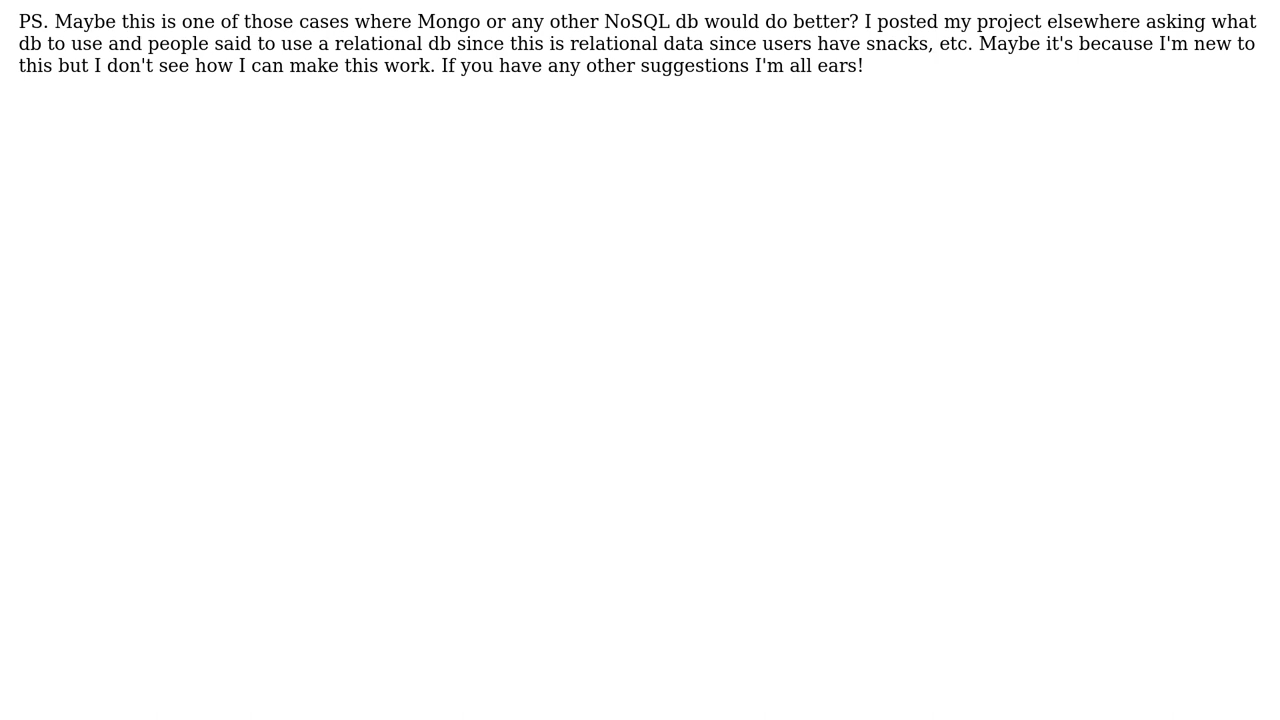 PS. Maybe this is one of those cases where Mongo or any other NoSQL db would do better? I posted my project elsewhere asking what
db to use and people said to use a relational db since this is relational data since users have snacks, etc. Maybe it's because I'm new to
this but I don't see how I can make this work. If you have any other suggestions I'm all ears!